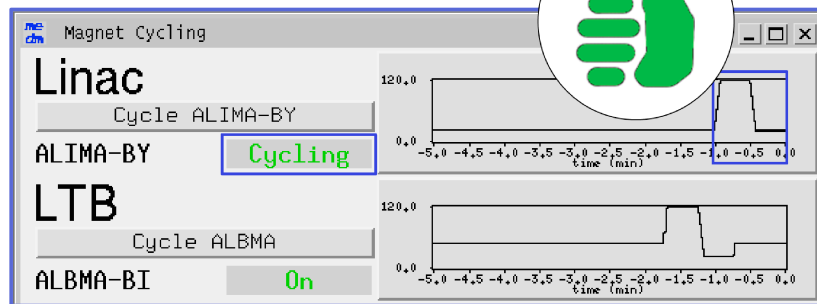 me dm Magnet Cycling
Linac
Cycle ALIMA-BY
ALIMA-BY Cycling
120.0
0.0
-5.0 -4.5 -4.0 -3.5 -3.0 -2.5 -2.0 -1.5 -1.0 -0.5 0.0
time (min)
LTB
Cycle ALBMA
ALBMA-BI On
120.0
0.0
-5.0 -4.5 -4.0 -3.5 -3.0 -2.5 -2.0 -1.5 -1.0 -0.5 0.0
time (min)